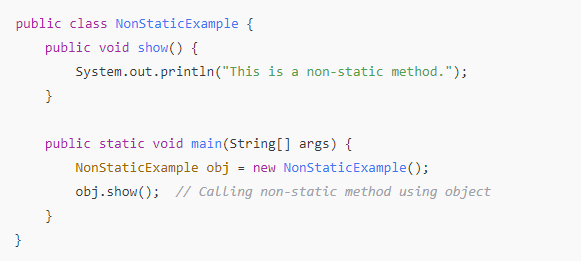 public class NonStaticExample {
    public void show() {
        System.out.println("This is a non-static method.");
    }

    public static void main(String[] args) {
        NonStaticExample obj = new NonStaticExample();
        obj.show();  // Calling non-static method using object
    }
}